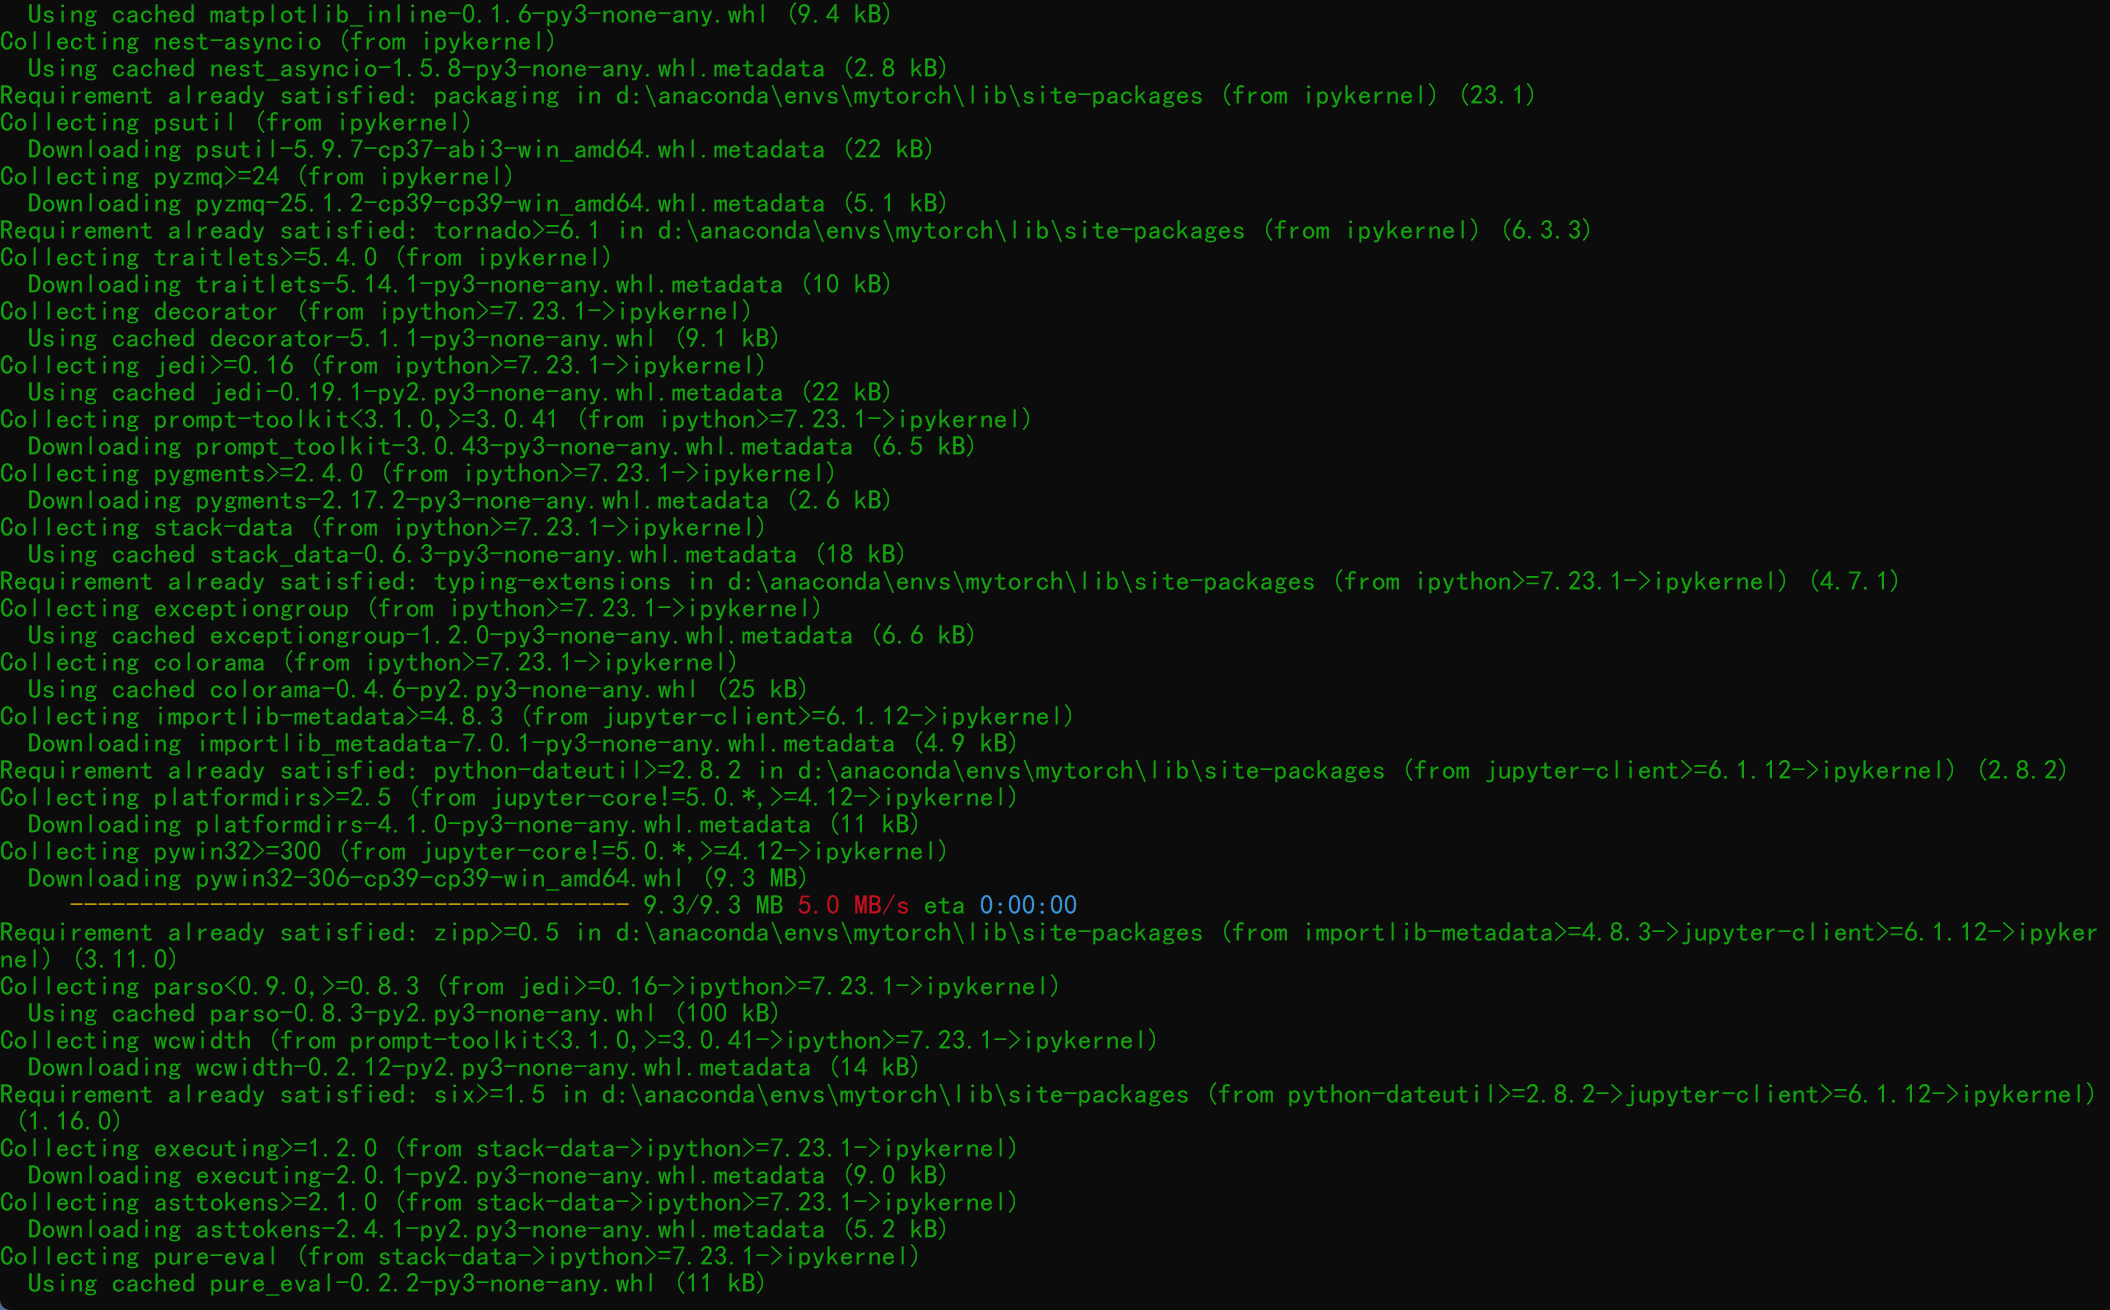 Using cached matplotlib_inline-0.1.6-py3-none-any.whl (9.4 kB)
Collecting nest-asyncio (from ipykernel)
Using cached nest_asyncio-1.5.8-py3-none-any.whl.metadata (2.8 kB)
Requirement already satisfied: packaging in d:\anaconda\envs\mytorch\lib\site-packages (from ipykernel) (23.1)
Collecting psutil (from ipykernel)
Downloading psutil-5.9.7-cp37-abi3-win_amd64.whl.metadata (22 kB)
Collecting pyzmq>=24 (from ipykernel)
Downloading pyzmq-25.1.2-cp39-cp39-win_amd64.whl.metadata (5.1 kB)
Requirement already satisfied: tornado>=6.1 in d:\anaconda\envs\mytorch\lib\site-packages (from ipykernel) (6.3.3)
Collecting traitlets>=5.4.0 (from ipykernel)
Downloading traitlets-5.14.1-py3-none-any.whl.metadata (10 kB)
Collecting decorator (from ipython>=7.23.1->ipykernel)
Using cached decorator-5.1.1-py3-none-any.whl (9.1 kB)
Collecting jedi>=0.16 (from ipython>=7.23.1->ipykernel)
Using cached jedi-0.19.1-py2.py3-none-any.whl.metadata (22 kB)
Collecting prompt-toolkit<3.1.0,>=3.0.41 (from ipython>=7.23.1->ipykernel)
Downloading prompt_toolkit-3.0.43-py3-none-any.whl.metadata (6.5 kB)
Collecting pygments>=2.4.0 (from ipython>=7.23.1->ipykernel)
Downloading pygments-2.17.2-py3-none-any.whl.metadata (2.6 kB)
Collecting stack-data (from ipython>=7.23.1->ipykernel)
Using cached stack_data-0.6.3-py3-none-any.whl.metadata (18 kB)
Requirement already satisfied: typing-extensions in d:\anaconda\envs\mytorch\lib\site-packages (from ipython>=7.23.1->ipykernel) (4.7.1)
Collecting exceptiongroup (from ipython>=7.23.1->ipykernel)
Using cached exceptiongroup-1.2.0-py3-none-any.whl.metadata (6.6 kB)
Collecting colorama (from ipython>=7.23.1->ipykernel)
Using cached colorama-0.4.6-py2.py3-none-any.whl (25 kB)
Collecting importlib-metadata>=4.8.3 (from jupyter-client>=6.1.12->ipykernel)
Downloading importlib_metadata-7.0.1-py3-none-any.whl.metadata (4.9 kB)
Requirement already satisfied: python-dateutil>=2.8.2 in d:\anaconda\envs\mytorch\lib\site-packages (from jupyter-client>=6.1.12->ipykernel) (2.8.2)
Collecting platformdirs>=2.5 (from jupyter-core!=5.0.*,>=4.12->ipykernel)
Downloading platformdirs-4.1.0-py3-none-any.whl.metadata (11 kB)
Collecting pywin32>=300 (from jupyter-core!=5.0.*,>=4.12->ipykernel)
Downloading pywin32-306-cp39-cp39-win_amd64.whl (9.3 MB)
---------------------------------------- 9.3/9.3 MB 5.0 MB/s eta 0:00:00
Requirement already satisfied: zipp>=0.5 in d:\anaconda\envs\mytorch\lib\site-packages (from importlib-metadata>=4.8.3->jupyter-client>=6.1.12->ipyker
nel) (3.11.0)
Collecting parso<0.9.0,>=0.8.3 (from jedi>=0.16->ipython>=7.23.1->ipykernel)
Using cached parso-0.8.3-py2.py3-none-any.whl (100 kB)
Collecting wcwidth (from prompt-toolkit<3.1.0,>=3.0.41->ipython>=7.23.1->ipykernel)
Downloading wcwidth-0.2.12-py2.py3-none-any.whl.metadata (14 kB)
Requirement already satisfied: six>=1.5 in d:\anaconda\envs\mytorch\lib\site-packages (from python-dateutil>=2.8.2->jupyter-client>=6.1.12->ipykernel)
(1.16.0)
Collecting executing>=1.2.0 (from stack-data->ipython>=7.23.1->ipykernel)
Downloading executing-2.0.1-py2.py3-none-any.whl.metadata (9.0 kB)
Collecting asttokens>=2.1.0 (from stack-data->ipython>=7.23.1->ipykernel)
Downloading asttokens-2.4.1-py2.py3-none-any.whl.metadata (5.2 kB)
Collecting pure-eval (from stack-data->ipython>=7.23.1->ipykernel)
Using cached pure_eval-0.2.2-py3-none-any.whl (11 kB)